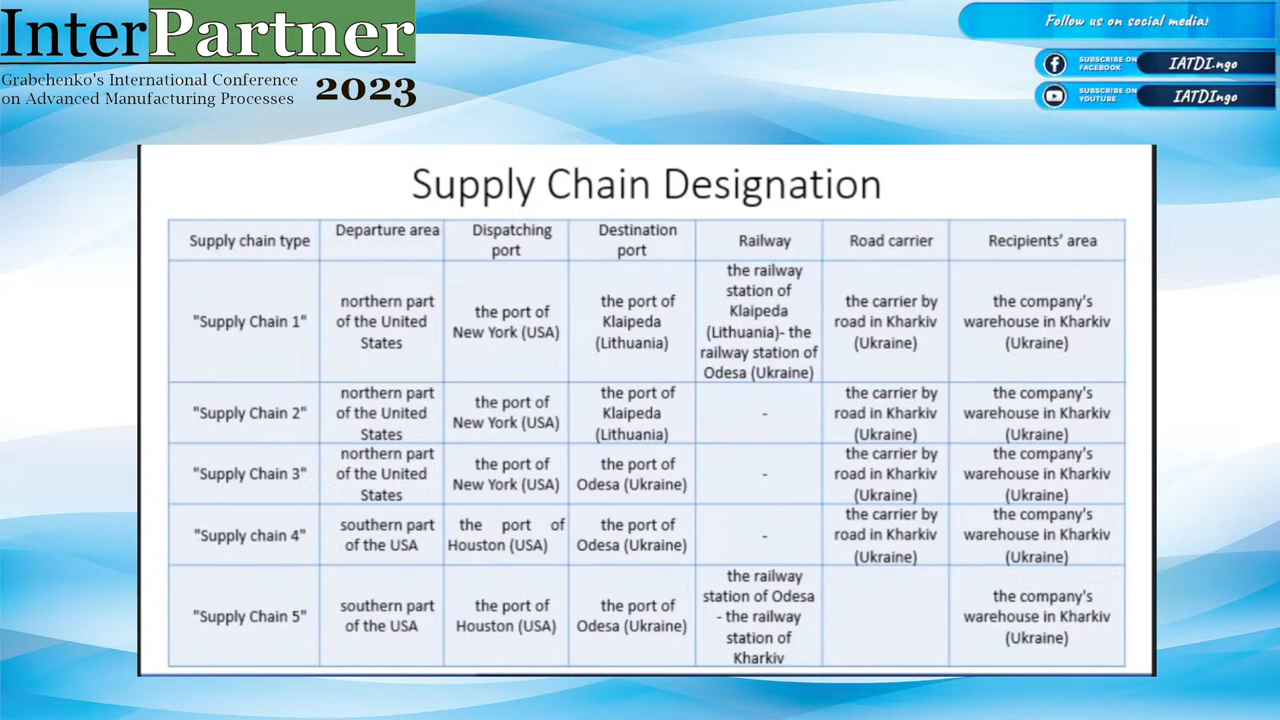 InterPartner
Grabchenko's International Conference
on Advanced Manufacturing Processes
2023
Follow us on social media!
SUBSCRIBE ON
FACEBOOK
IATDI.ngo
SUBSCRIBE ON
YOUTUBE
IATDIngo
Supply Chain Designation
Supply chain type
Departure area
Dispatching
port
Destination
port
Railway
Road carrier
Recipients' area
"Supply Chain 1"
northern part
of the United
States
the port of
New York (USA)
the port of
Klaipeda
(Lithuania)
the railway
station of
Klaipeda
(Lithuania)- the
railway station of
Odesa (Ukraine)
the carrier by
road in Kharkiv
(Ukraine)
the company's
warehouse in Kharkiv
(Ukraine)
"Supply Chain 2"
northern part
of the United
States
the port of
New York (USA)
the port of
Klaipeda
(Lithuania)
-
the carrier by
road in Kharkiv
(Ukraine)
the company's
warehouse in Kharkiv
(Ukraine)
"Supply Chain 3"
northern part
of the United
States
the port of
New York (USA)
the port of
Odesa (Ukraine)
-
the carrier by
road in Kharkiv
(Ukraine)
the company's
warehouse in Kharkiv
(Ukraine)
"Supply chain 4"
southern part
of the USA
the port of
Houston (USA)
the port of
Odesa (Ukraine)
-
the carrier by
road in Kharkiv
(Ukraine)
the company's
warehouse in Kharkiv
(Ukraine)
"Supply Chain 5"
southern part
of the USA
the port of
Houston (USA)
the port of
Odesa (Ukraine)
the railway
station of Odesa
- the railway
station of
Kharkiv
the company's
warehouse in Kharkiv
(Ukraine)